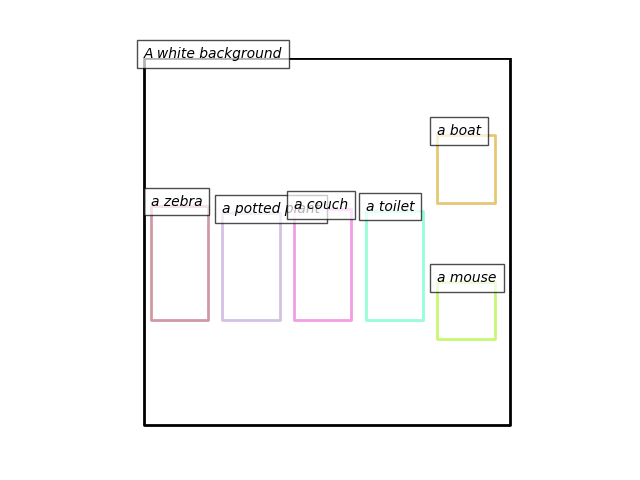 A white background
a boat
a zebra
a potted plant
a couch
a toilet
a mouse